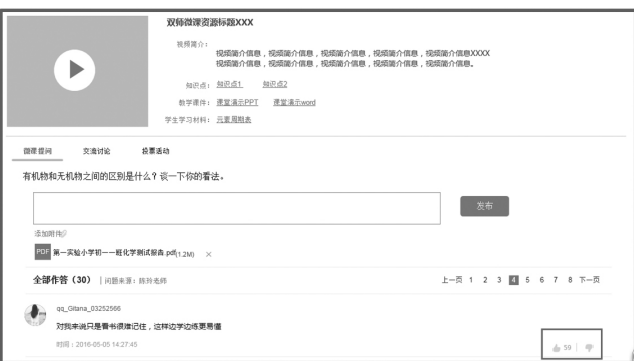 双师微课资源标题XXX
视频简介：
视频简介信息，视频简介信息，视频简介信息，视频简介信息，视频简介信息XXXX
视频简介信息，视频简介信息，视频简介信息，视频简介信息，视频简介信息。
知识点： 知识点1 知识点2
教学课件： 课堂演示PPT 课堂演示word
学生学习材料： 元素周期表
微课提问 交流讨论 投票活动
有机物和无机物之间的区别是什么？谈一下你的看法。
发布
添加附件
PDF 第一实验小学初一一班化学测试报告.pdf(1.2M) ×
全部作答（30） | 问题来源：陈玲老师 上一页 1 2 3 4 5 6 7 8 下一页
qq_Gitana_03252566
对我来说只是看书很难记住，这样边学边练更易懂
时间：2016-05-05 14:27:45 59